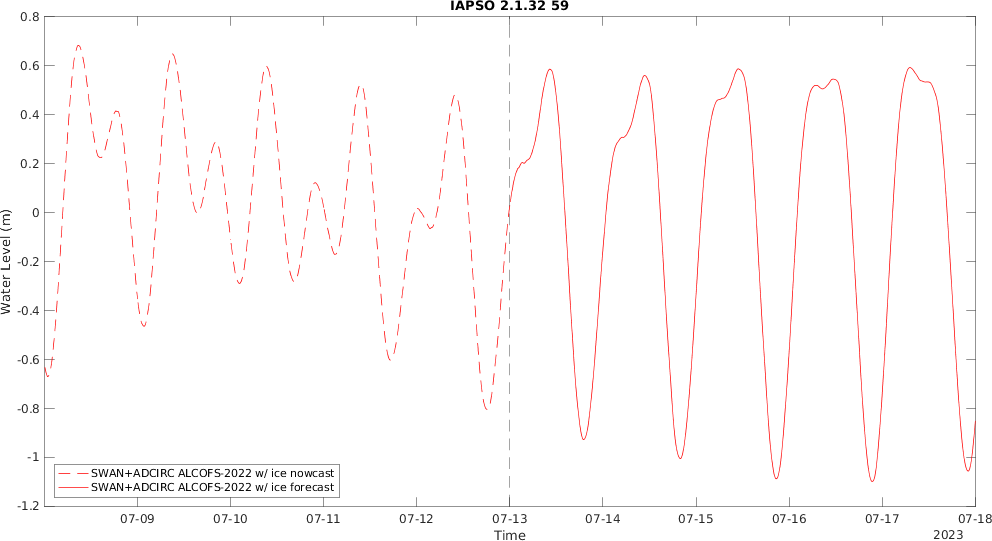 IAPSO 2.1.32 59
0.8
0.6
0.4
0.2
0
-0.2
-0.4
-0.6
-0.8
-1
-1.2
Water Level (m)
SWAN+ADCIRC ALCOFS-2022 w/ ice nowcast
SWAN+ADCIRC ALCOFS-2022 w/ ice forecast
07-09 07-10 07-11 07-12 07-13 07-14 07-15 07-16 07-17 07-18
Time
2023